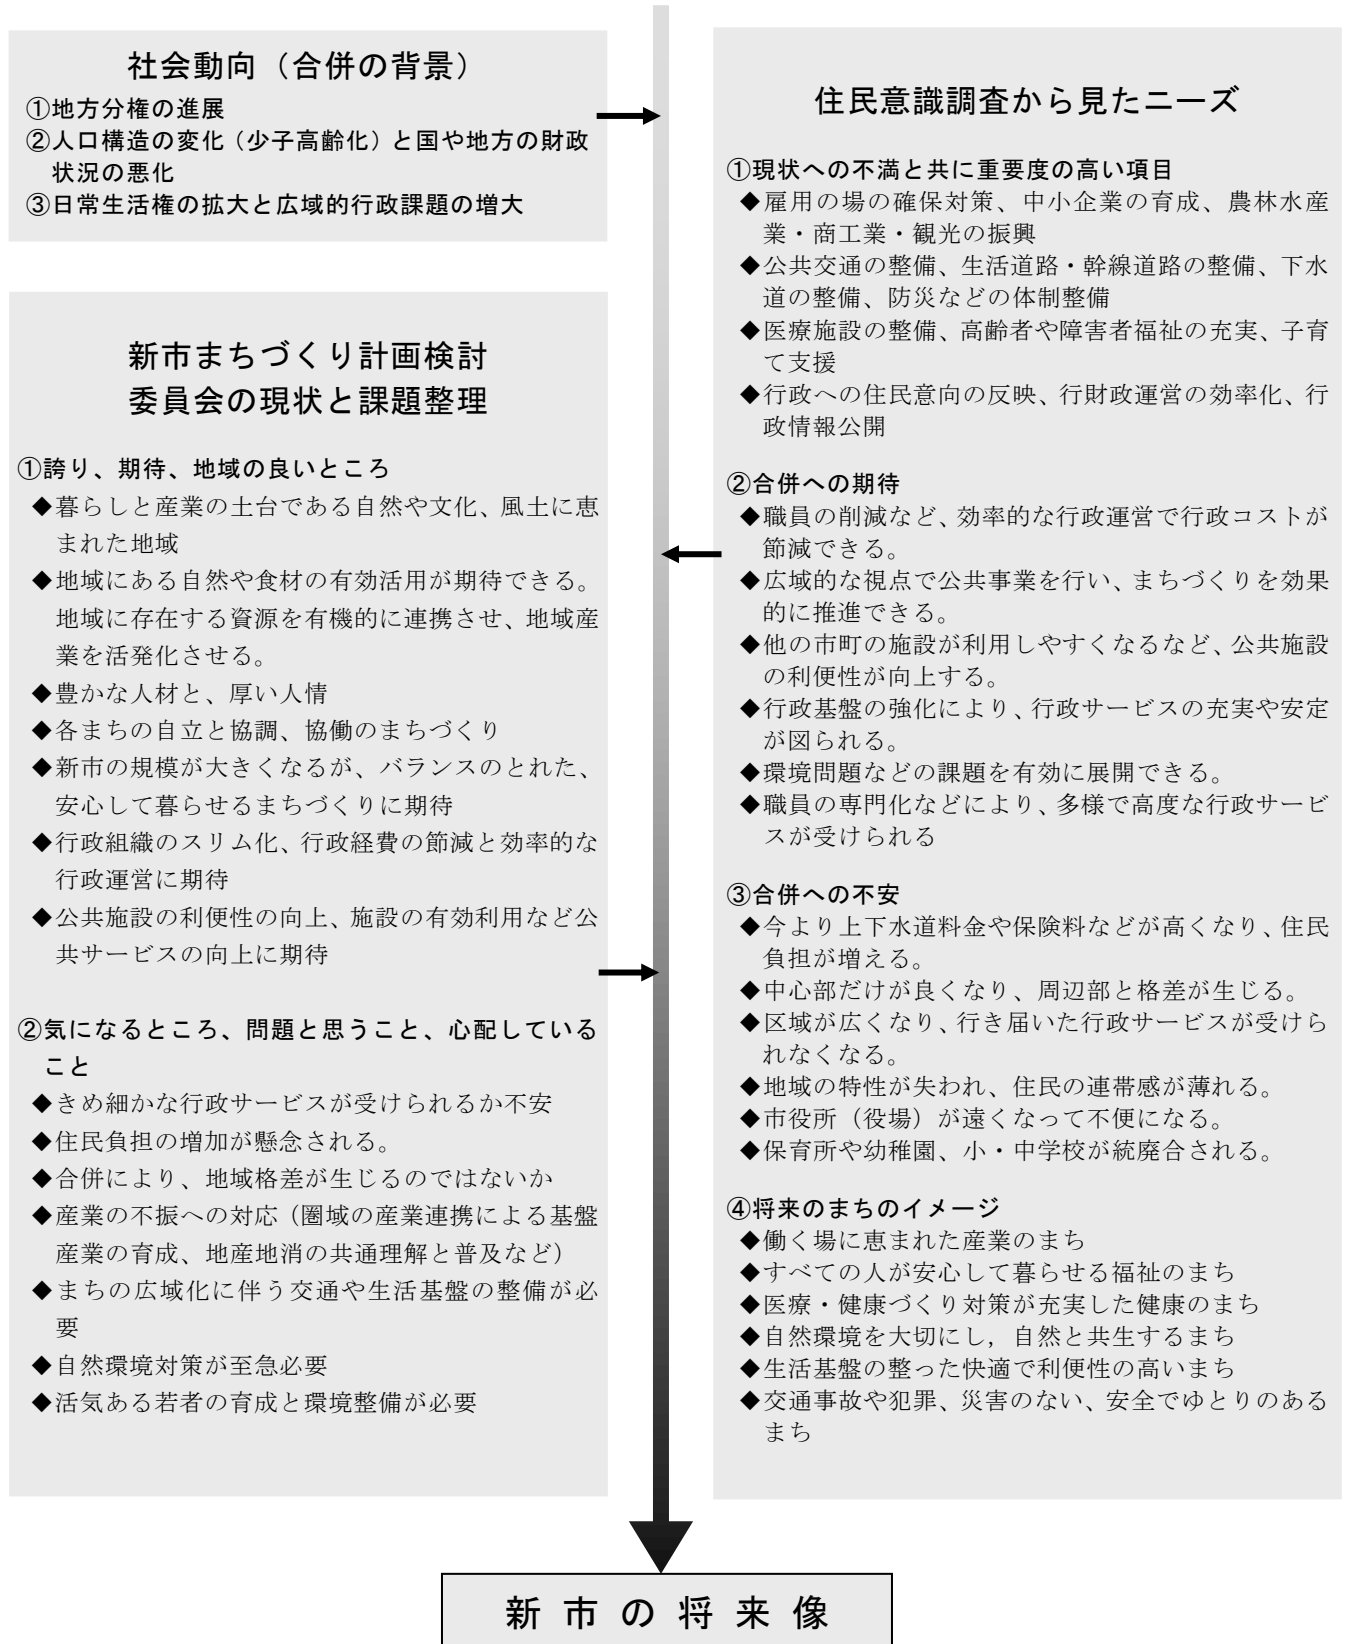 社会動向（合併の背景）
①地方分権の進展
②人口構造の変化（少子高齢化）と国や地方の財政
状況の悪化
③日常生活権の拡大と広域的行政課題の増大
新市まちづくり計画検討
委員会の現状と課題整理
①誇り、期待、地域の良いところ
◆暮らしと産業の土台である自然や文化、風土に恵
まれた地域
◆地域にある自然や食材の有効活用が期待できる。
地域に存在する資源を有機的に連携させ、地域産
業を活発化させる。
◆豊かな人材と、厚い人情
◆各まちの自立と協調、協働のまちづくり
◆新市の規模が大きくなるが、バランスのとれた、
安心して暮らせるまちづくりに期待
◆行政組織のスリム化、行政経費の節減と効率的な
行政運営に期待
◆公共施設の利便性の向上、施設の有効利用など公
共サービスの向上に期待
②気になるところ、問題と思うこと、心配している
こと
◆きめ細かな行政サービスが受けられるか不安
◆住民負担の増加が懸念される。
◆合併により、地域格差が生じるのではないか
◆産業の不振への対応（圏域の産業連携による基盤
産業の育成、地産地消の共通理解と普及など）
◆まちの広域化に伴う交通や生活基盤の整備が必
要
◆自然環境対策が至急必要
◆活気ある若者の育成と環境整備が必要
住民意識調査から見たニーズ
①現状への不満と共に重要度の高い項目
◆雇用の場の確保対策、中小企業の育成、農林水産
業・商工業・観光の振興
◆公共交通の整備、生活道路・幹線道路の整備、下水
道の整備、防災などの体制整備
◆医療施設の整備、高齢者や障害者福祉の充実、子育
て支援
◆行政への住民意向の反映、行財政運営の効率化、行
政情報公開
②合併への期待
◆職員の削減など、効率的な行政運営で行政コストが
節減できる。
◆広域的な視点で公共事業を行い、まちづくりを効果
的に推進できる。
◆他の市町の施設が利用しやすくなるなど、公共施設
の利便性が向上する。
◆行政基盤の強化により、行政サービスの充実や安定
が図られる。
◆環境問題などの課題を有効に展開できる。
◆職員の専門化などにより、多様で高度な行政サービ
スが受けられる
③合併への不安
◆今より上下水道料金や保険料などが高くなり、住民
負担が増える。
◆中心部だけが良くなり、周辺部と格差が生じる。
◆区域が広くなり、行き届いた行政サービスが受けら
れなくなる。
◆地域の特性が失われ、住民の連帯感が薄れる。
◆市役所（役場）が遠くなって不便になる。
◆保育所や幼稚園、小・中学校が統廃合される。
④将来のまちのイメージ
◆働く場に恵まれた産業のまち
◆すべての人が安心して暮らせる福祉のまち
◆医療・健康づくり対策が充実した健康のまち
◆自然環境を大切にし，自然と共生するまち
◆生活基盤の整った快適で利便性の高いまち
◆交通事故や犯罪、災害のない、安全でゆとりのある
まち
新市の将来像